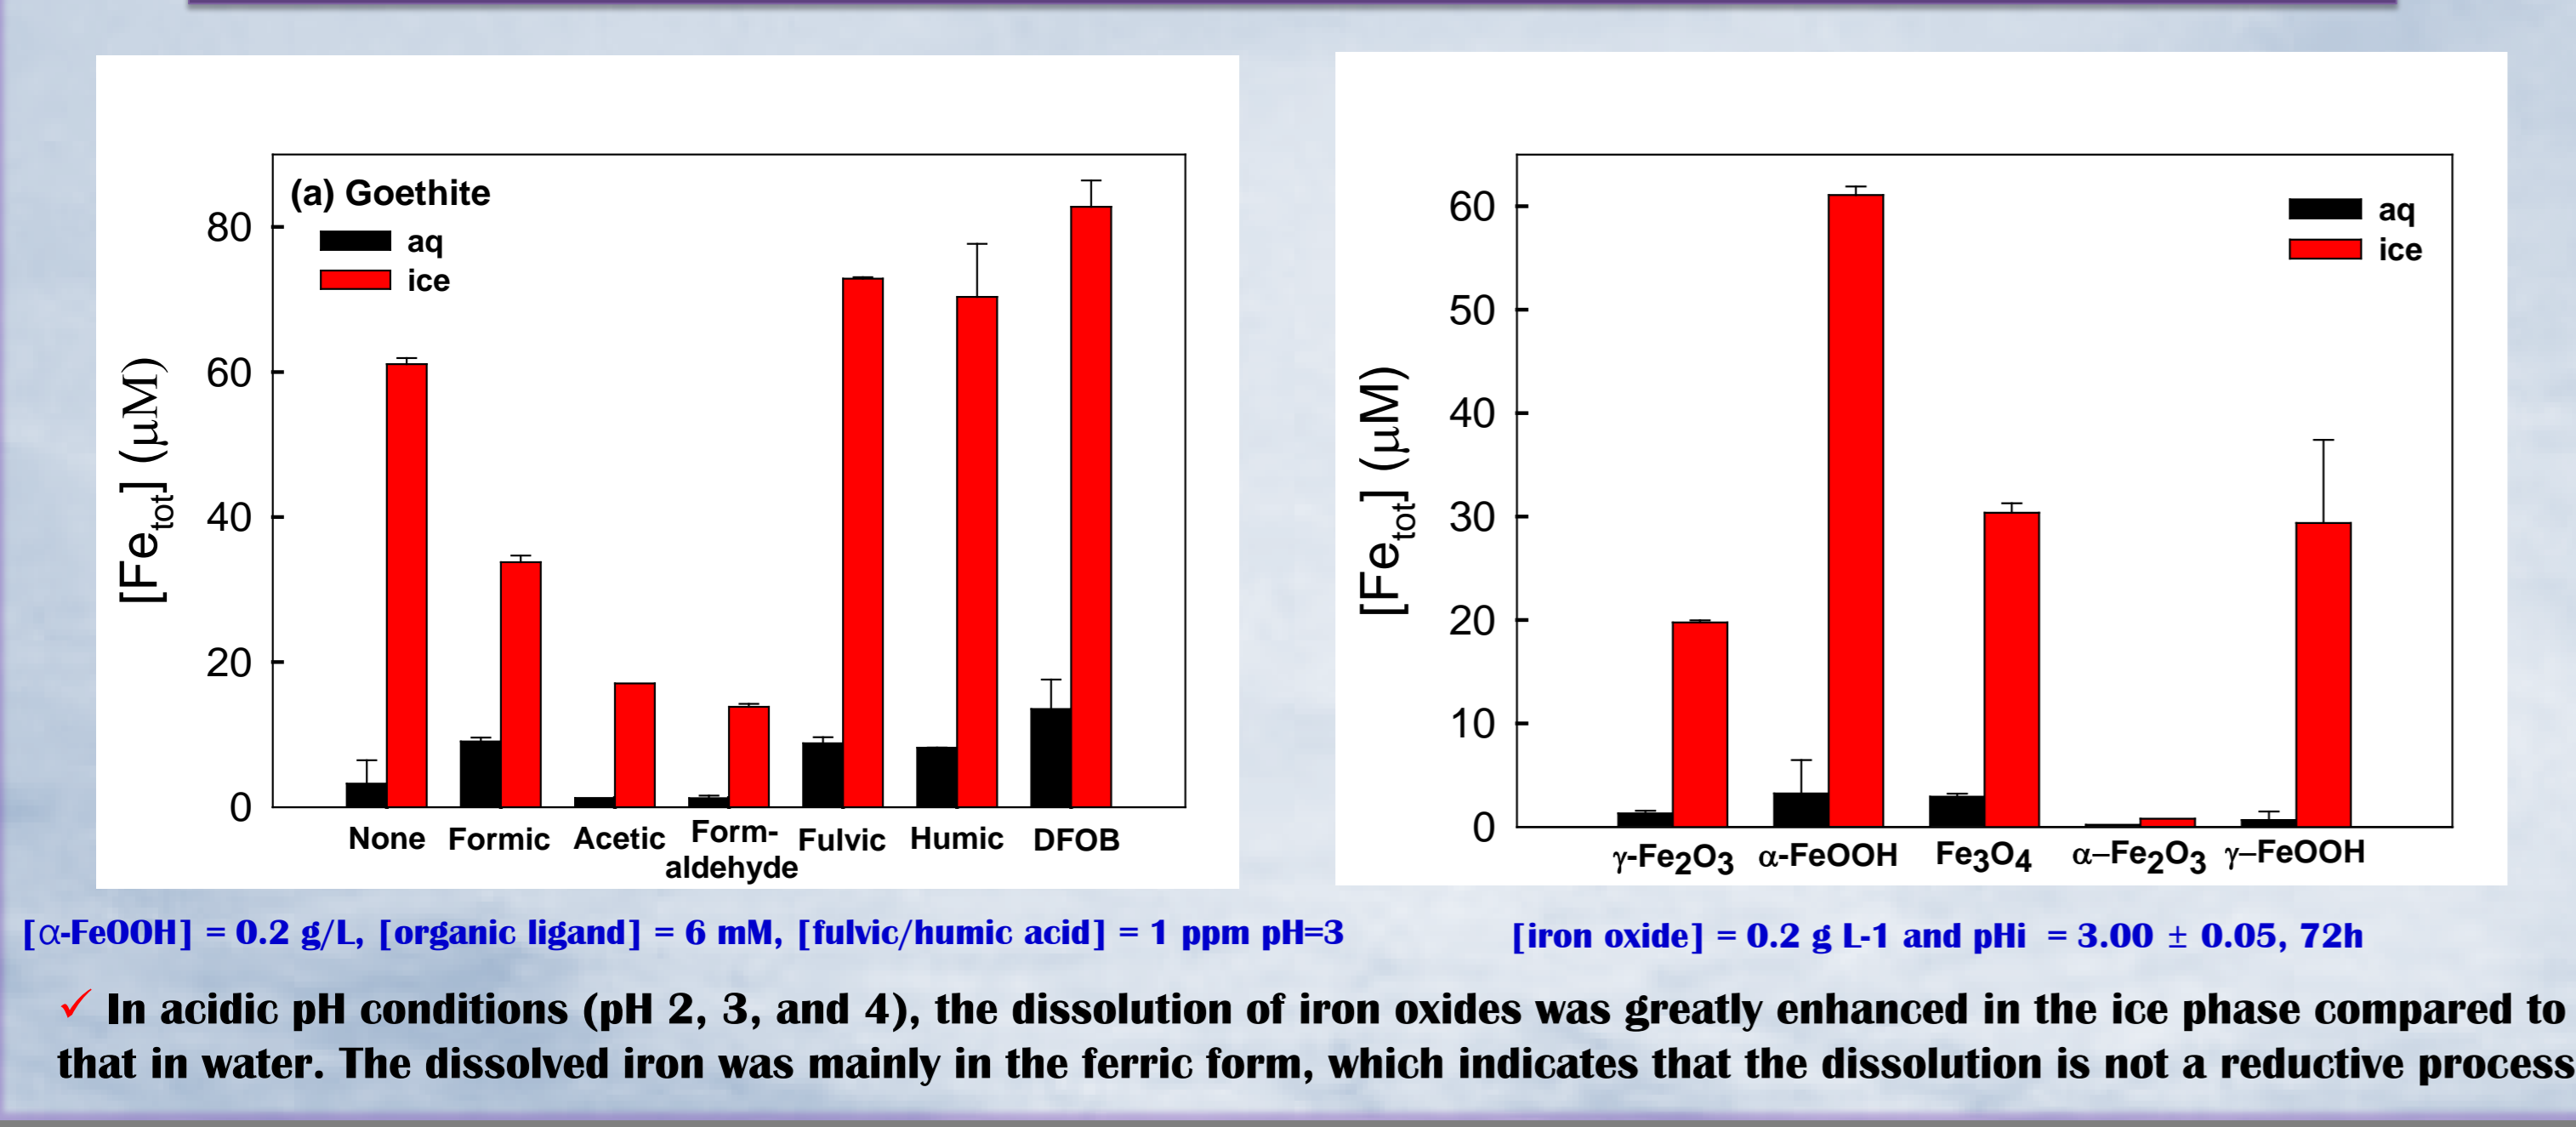 (a) Goethite
aq
ice
80
60
40
20
0
[Fetot] (μM)
None Formic Acetic Form-
aldehyde Fulvic Humic DFOB
aq
ice
60
50
40
30
20
10
0
[Fetot] (μM)
γ-Fe2O3 α-FeOOH Fe3O4 α–Fe2O3 γ–FeOOH
[α-FeOOH] = 0.2 g/L, [organic ligand] = 6 mM, [fulvic/humic acid] = 1 ppm pH=3
[iron oxide] = 0.2 g L-1 and pHi = 3.00 ± 0.05, 72h
✓ In acidic pH conditions (pH 2, 3, and 4), the dissolution of iron oxides was greatly enhanced in the ice phase compared to
that in water. The dissolved iron was mainly in the ferric form, which indicates that the dissolution is not a reductive process